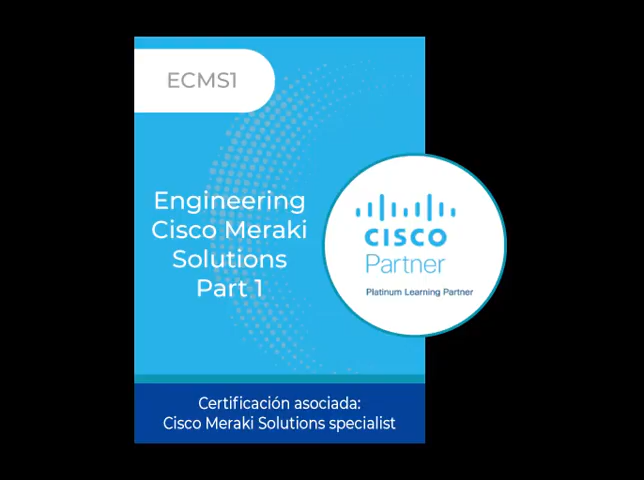 ECMS1
Engineering
Cisco Meraki
Solutions
Part 1
CISCO
Partner
Platinum Learning Partner
Certificación asociada:
Cisco Meraki Solutions specialist